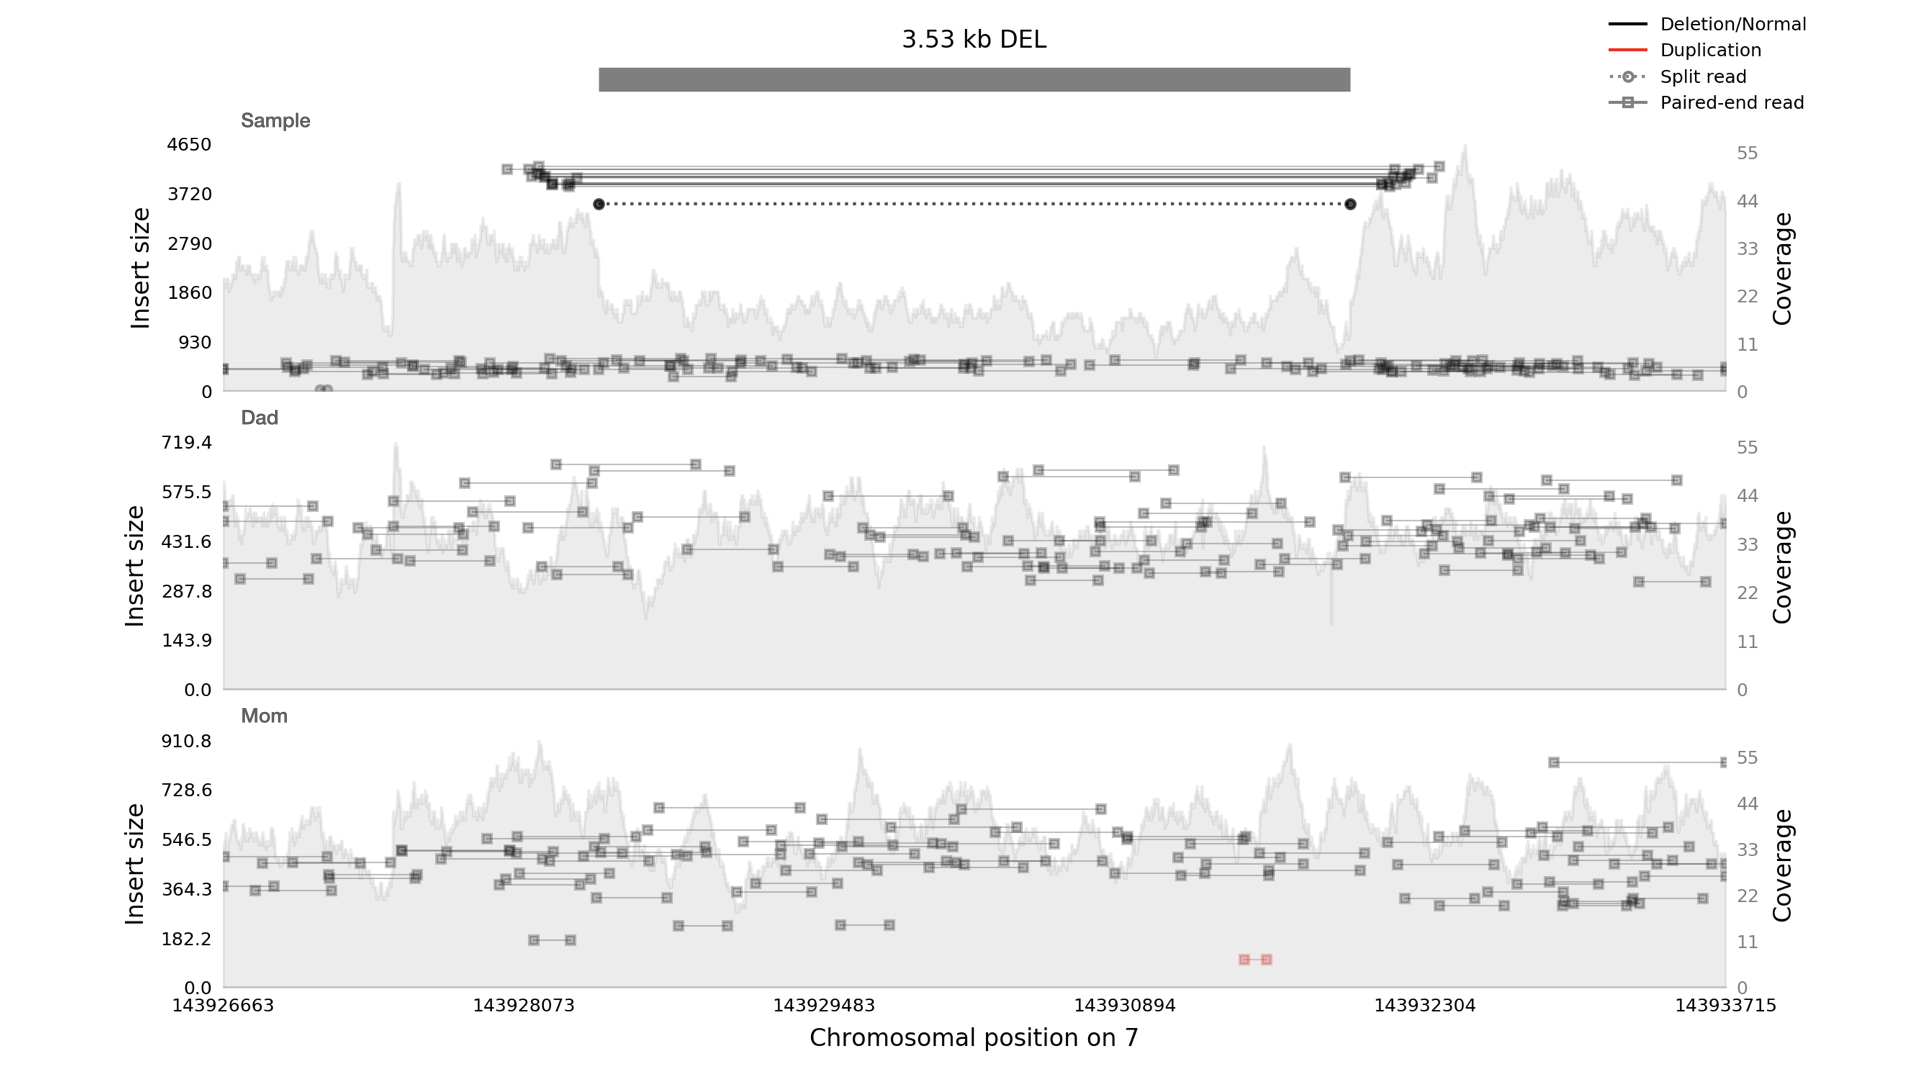 3.53 kb DEL
Deletion/Normal
Duplication
Split read
Paired-end read
Sample
4650
3720
2790
1860
930
0
Insert size
55
44
33
22
11
0
Coverage
Dad
719.4
575.5
431.6
287.8
143.9
0.0
Insert size
55
44
33
22
11
0
Coverage
Mom
910.8
728.6
546.5
364.3
182.2
0.0
Insert size
55
44
33
22
11
0
Coverage
143926663 143928073 143929483 143930894 143932304 143933715
Chromosomal position on 7